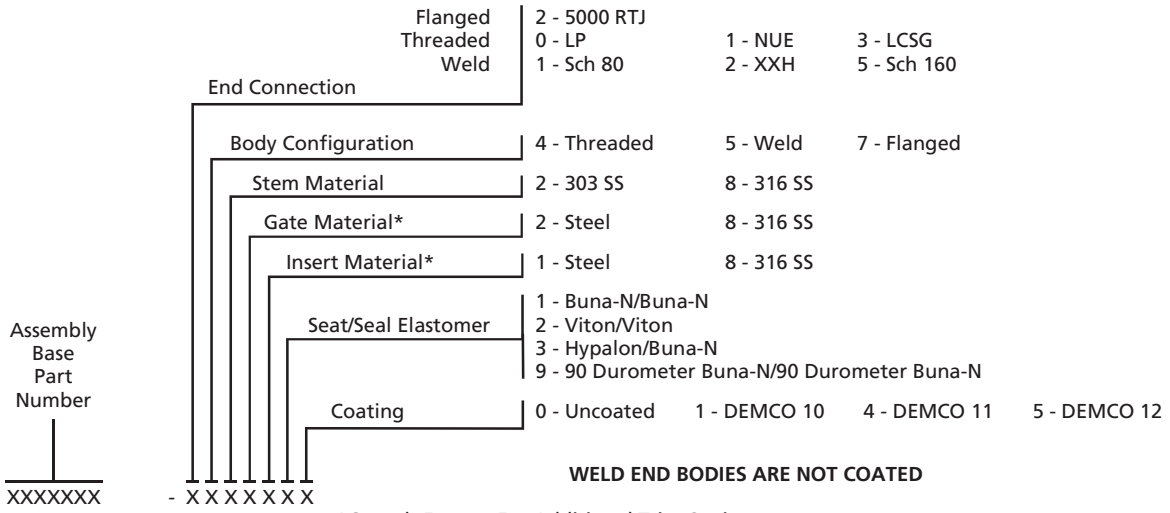 Flanged 2 - 5000 RTJ
Threaded 0 - LP 1 - NUE 3 - LCSG
Weld 1 - Sch 80 2 - XXH 5 - Sch 160
End Connection
Body Configuration 4 - Threaded 5 - Weld 7 - Flanged
Stem Material 2 - 303 SS 8 - 316 SS
Gate Material* 2 - Steel 8 - 316 SS
Insert Material* 1 - Steel 8 - 316 SS
1 - Buna-N/Buna-N
Seat/Seal Elastomer 2 - Viton/Viton
3 - Hypalon/Buna-N
9 - 90 Durometer Buna-N/90 Durometer Buna-N
Assembly
Base
Part
Number
Coating 0 - Uncoated 1 - DEMCO 10 4 - DEMCO 11 5 - DEMCO 12
WELD END BODIES ARE NOT COATED
XXXXXXX - X X X X X X X